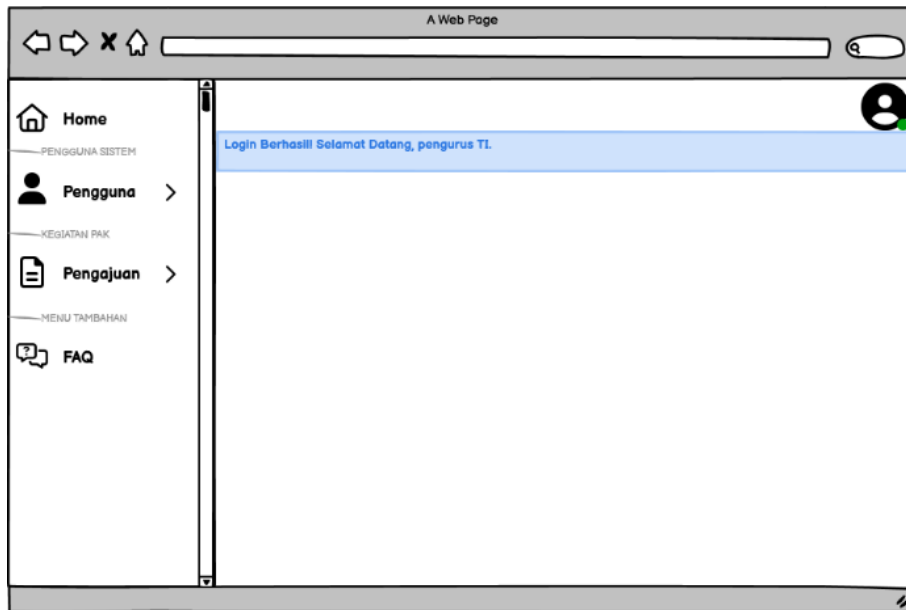 A Web Page
Home
PENGGUNA SISTEM
Pengguna
KEGIATAN PAK
Pengajuan
MENU TAMBAHAN
FAQ
Login Berhasil! Selamat Datang, pengurus TI.